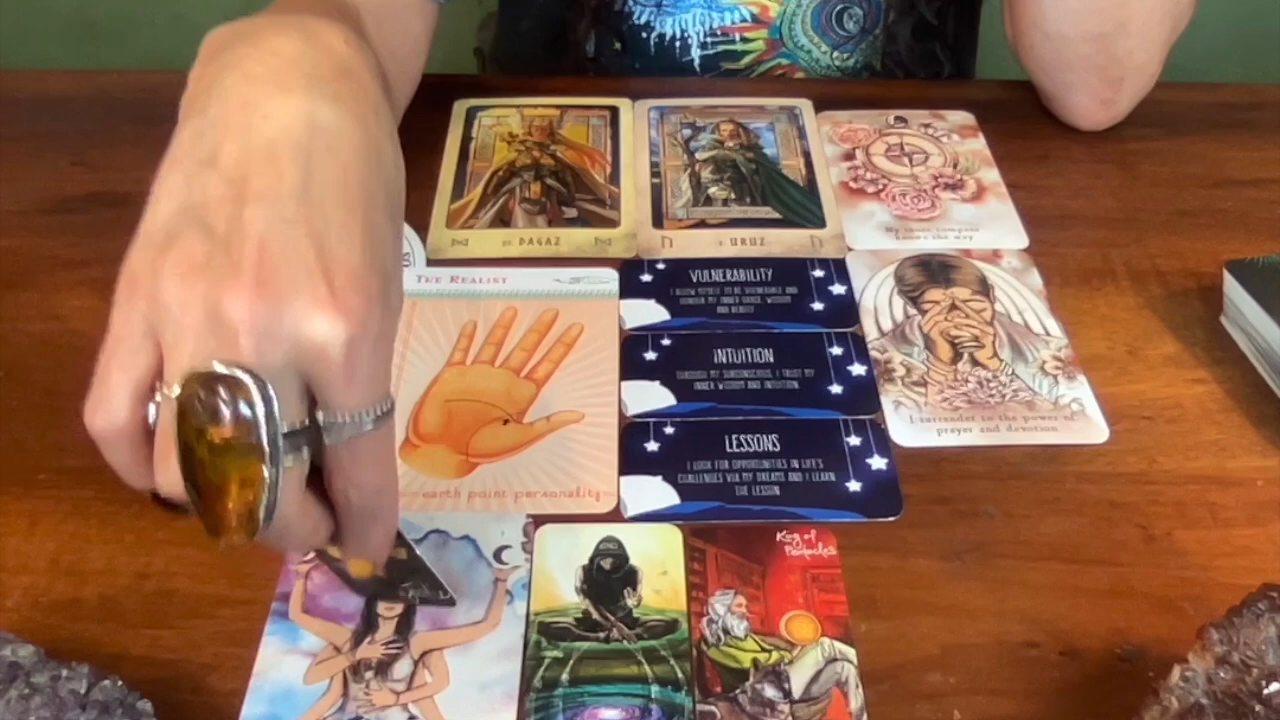 DAGAZ
URUZ
My inner compass
knows the way
THE REALIST
VULNERABILITY
I ALLOW MYSELF TO BE VULNERABLE AND
HONOUR MY INNER GRACE, WISDOM
AND BEAUTY
INTUITION
THROUGH MY SUBCONSCIOUS, I TRUST MY
INNER WISDOM AND INTUITION
I surrender to the power of
prayer and devotion
LESSONS
I LOOK FOR OPPORTUNITIES IN LIFE'S
CHALLENGES VIA MY DREAMS AND I LEARN
THE LESSON
earth point personality
King of
Pentacles